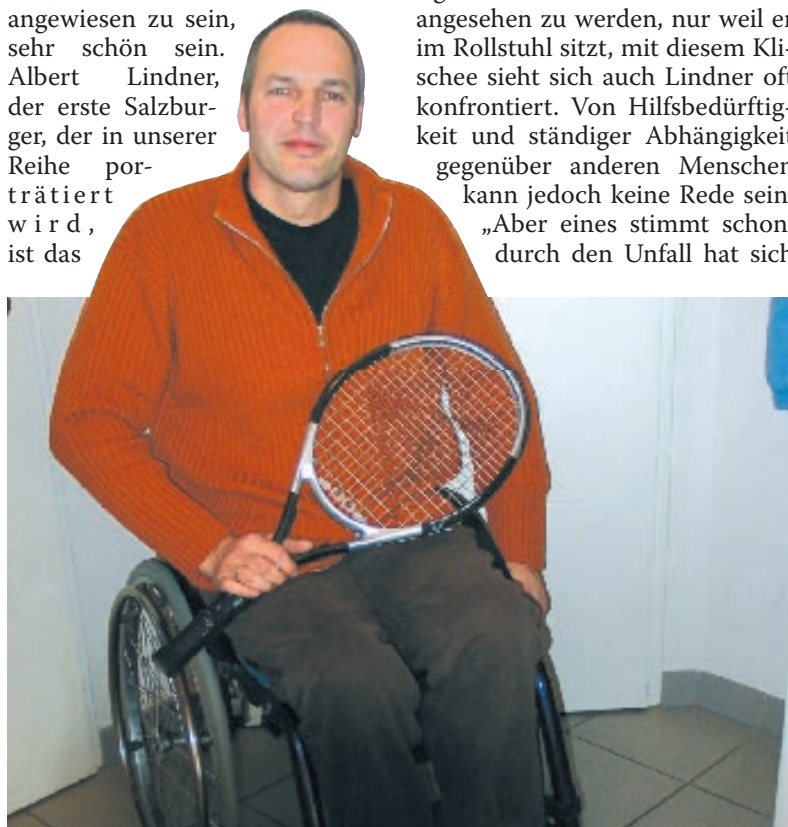 angewiesen zu sein,
sehr schön sein.
Albert Lindner,
der erste Salzbur-
ger, der in unserer
Reihe por-
trätiert
wird,
ist das
angesehen zu werden, nur weil er
im Rollstuhl sitzt, mit diesem Kli-
schee sieht sich auch Lindner oft
konfrontiert. Von Hilfsbedürftig-
keit und ständiger Abhängigkeit
gegenüber anderen Menschen
kann jedoch keine Rede sein
„Aber eines stimmt schon
durch den Unfall hat sich